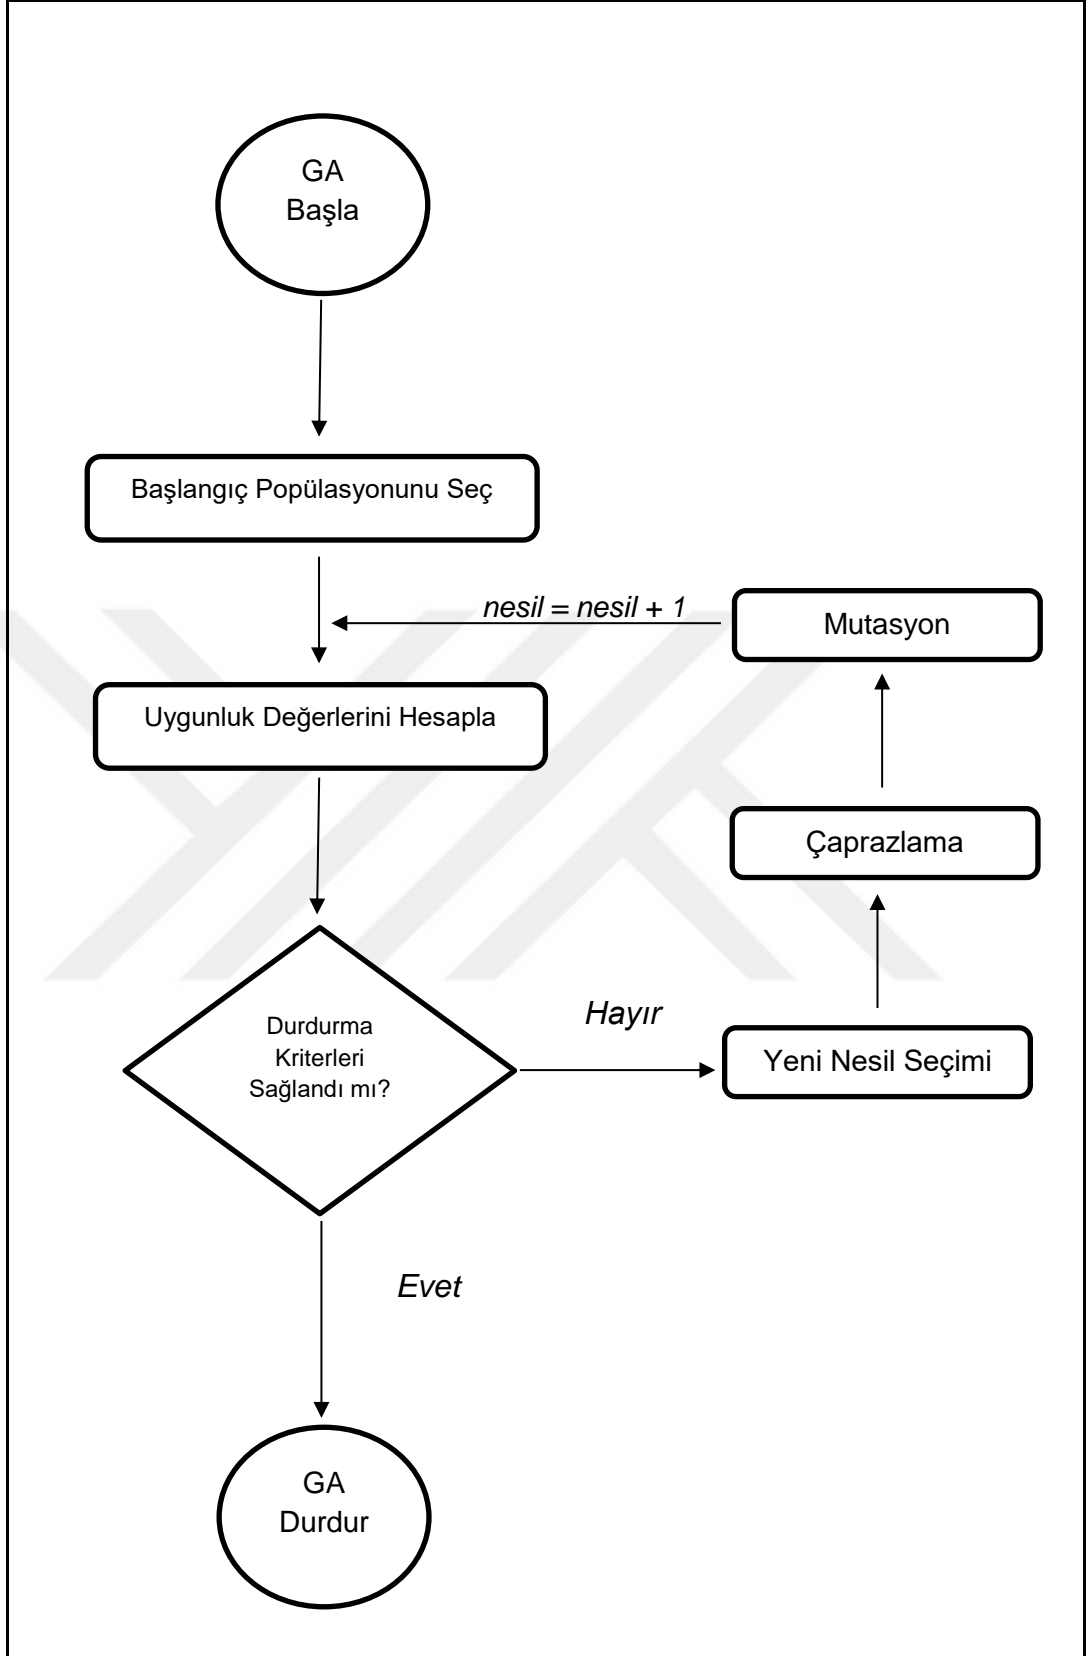 GA
Başla
Başlangıç Popülasyonunu Seç
nesil = nesil + 1
Mutasyon
Uygunluk Değerlerini Hesapla
Çaprazlama
Durdurma
Kriterleri
Sağlandı mı?
Hayır
Yeni Nesil Seçimi
Evet
GA
Durdur